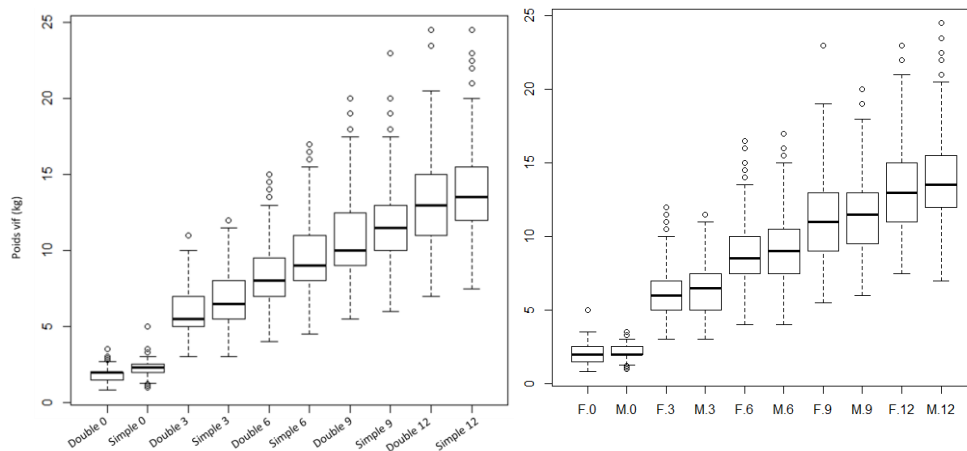 25
20
15
10
5
0
Poids vif (kg)
Double 0
Simple 0
Double 3
Simple 3
Double 6
Simple 6
Double 9
Simple 9
Double 12
Simple 12
25
20
15
10
5
0
F.0 M.0 F.3 M.3 F.6 M.6 F.9 M.9 F.12 M.12